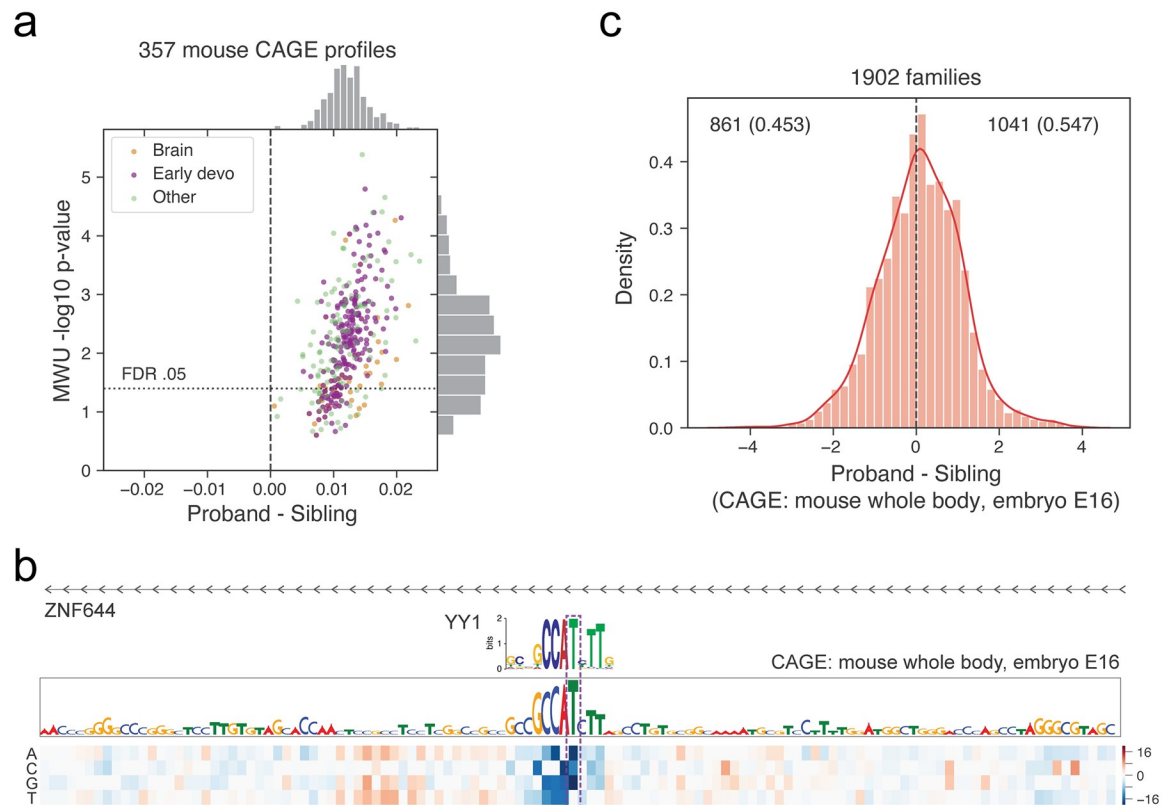 a
357 mouse CAGE profiles
Brain
Early devo
Other
FDR .05
MWU -log10 p-value
5
4
3
2
1
0
−0.02 −0.01 0.00 0.01 0.02
Proband - Sibling
c
1902 families
861 (0.453) 1041 (0.547)
Density
0.4
0.3
0.2
0.1
0.0
−4 −2 0 2 4
Proband - Sibling
(CAGE: mouse whole body, embryo E16)
b
ZNF644
YY1
bits
2
1
0
CAGE: mouse whole body, embryo E16
A
C
G
T
16
0
−16